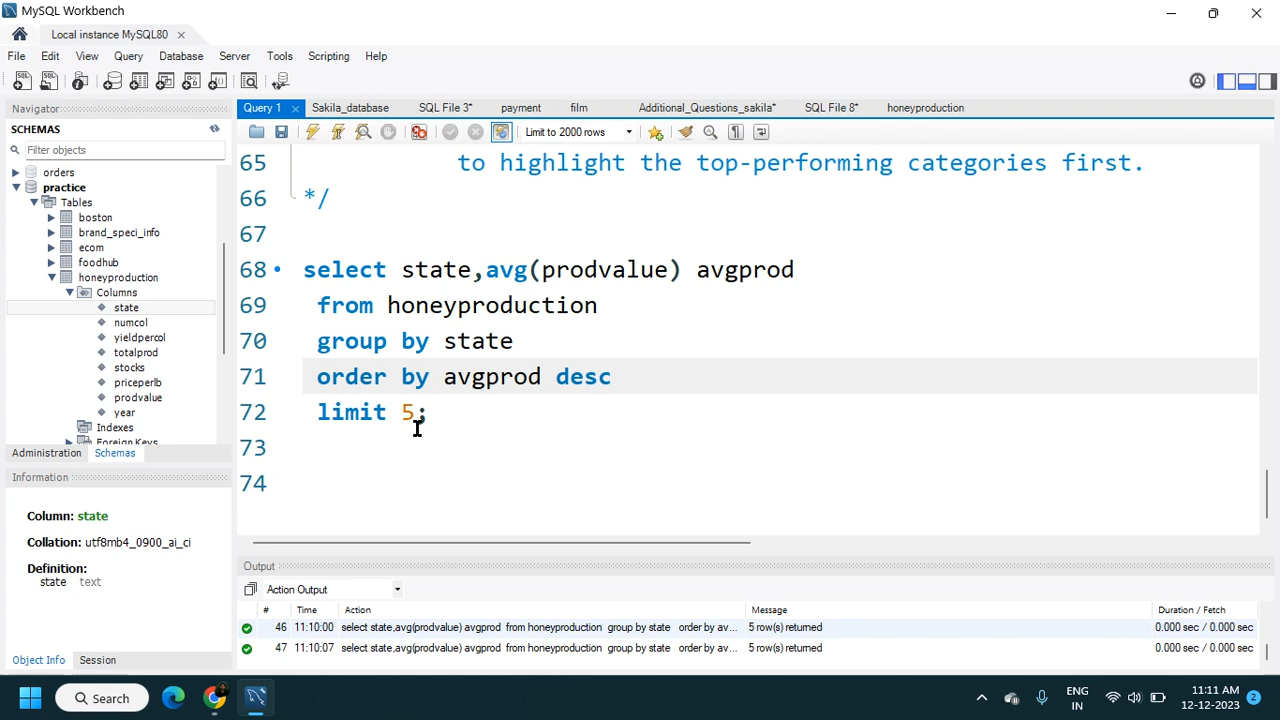 MySQL Workbench
Local instance MySQL80
File Edit View Query Database Server Tools Scripting Help
Navigator
SCHEMAS
Filter objects
orders
practice
Tables
boston
brand_speci_info
ecom
foodhub
honeyproduction
Columns
state
numcol
yieldpercol
totalprod
stocks
priceperlb
prodvalue
year
Indexes
Foreign Keys
Administration Schemas
Information
Column: state
Collation: utf8mb4_0900_ai_ci
Definition:
state text
Object Info Session
Query 1 Sakila_database SQL File 3* payment film Additional_Questions_sakila* SQL File 8* honeyproduction
Limit to 2000 rows
65 to highlight the top-performing categories first.
66 */
67
68 select state,avg(prodvalue) avgprod
69 from honeyproduction
70 group by state
71 order by avgprod desc
72 limit 5;
73
74
Output
Action Output
# Time Action Message Duration / Fetch
46 11:10:00 select state,avg(prodvalue) avgprod from honeyproduction group by state order by av... 5 row(s) returned 0.000 sec / 0.000 sec
47 11:10:07 select state,avg(prodvalue) avgprod from honeyproduction group by state order by av... 5 row(s) returned 0.000 sec / 0.000 sec
Search
ENG
IN
11:11 AM
12-12-2023
2